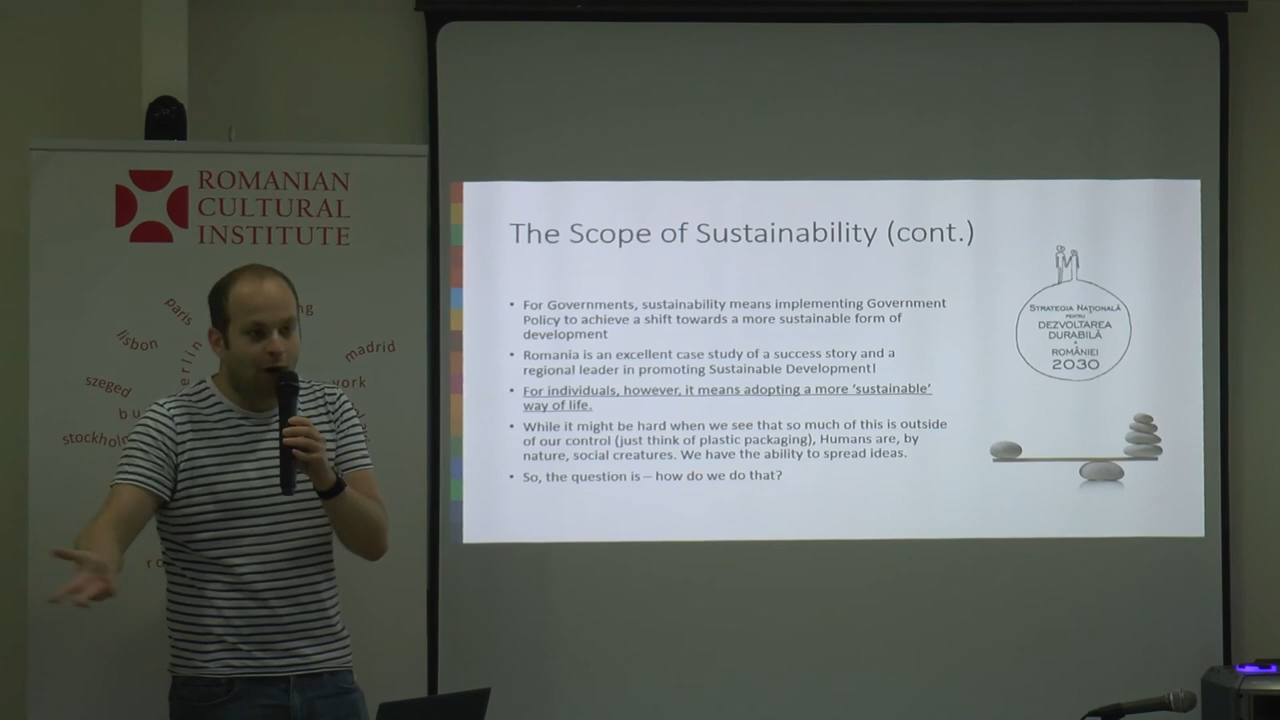 ROMANIAN
CULTURAL
INSTITUTE
paris
lisbon
madrid
szeged
york
stockholm
The Scope of Sustainability (cont.)
• For Governments, sustainability means implementing Government
Policy to achieve a shift towards a more sustainable form of
development
• Romania is an excellent case study of a success story and a
regional leader in promoting Sustainable Development!
• For individuals, however, it means adopting a more ‘sustainable’
way of life.
• While it might be hard when we see that so much of this is outside
of our control (just think of plastic packaging), Humans are, by
nature, social creatures. We have the ability to spread ideas.
• So, the question is – how do we do that?
STRATEGIA NAȚIONALĂ
PENTRU
DEZVOLTAREA
DURABILĂ
A
ROMÂNIEI
2030